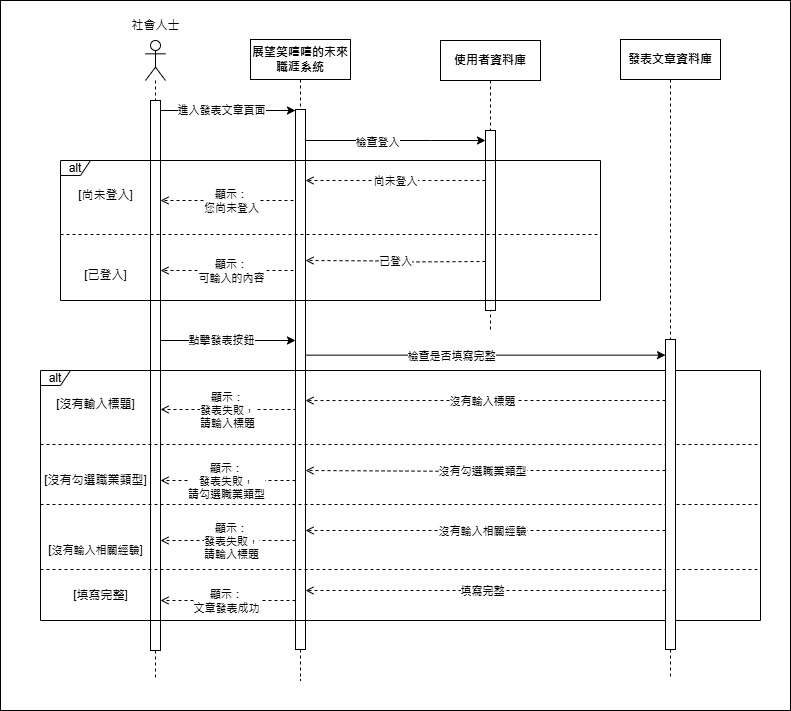 社會人士
展望笑嘻嘻的未來
職涯系統
使用者資料庫
發表文章資料庫
進入發表文章頁面
檢查登入
alt
[尚未登入]
尚未登入
顯示：
您尚未登入
[已登入]
已登入
顯示：
可輸入的內容
點擊發表按鈕
檢查是否填寫完整
alt
[沒有輸入標題]
沒有輸入標題
顯示：
發表失敗，
請輸入標題
[沒有勾選職業類型]
沒有勾選職業類型
顯示：
發表失敗，
請勾選職業類型
[沒有輸入相關經驗]
沒有輸入相關經驗
顯示：
發表失敗，
請輸入標題
[填寫完整]
填寫完整
顯示：
文章發表成功